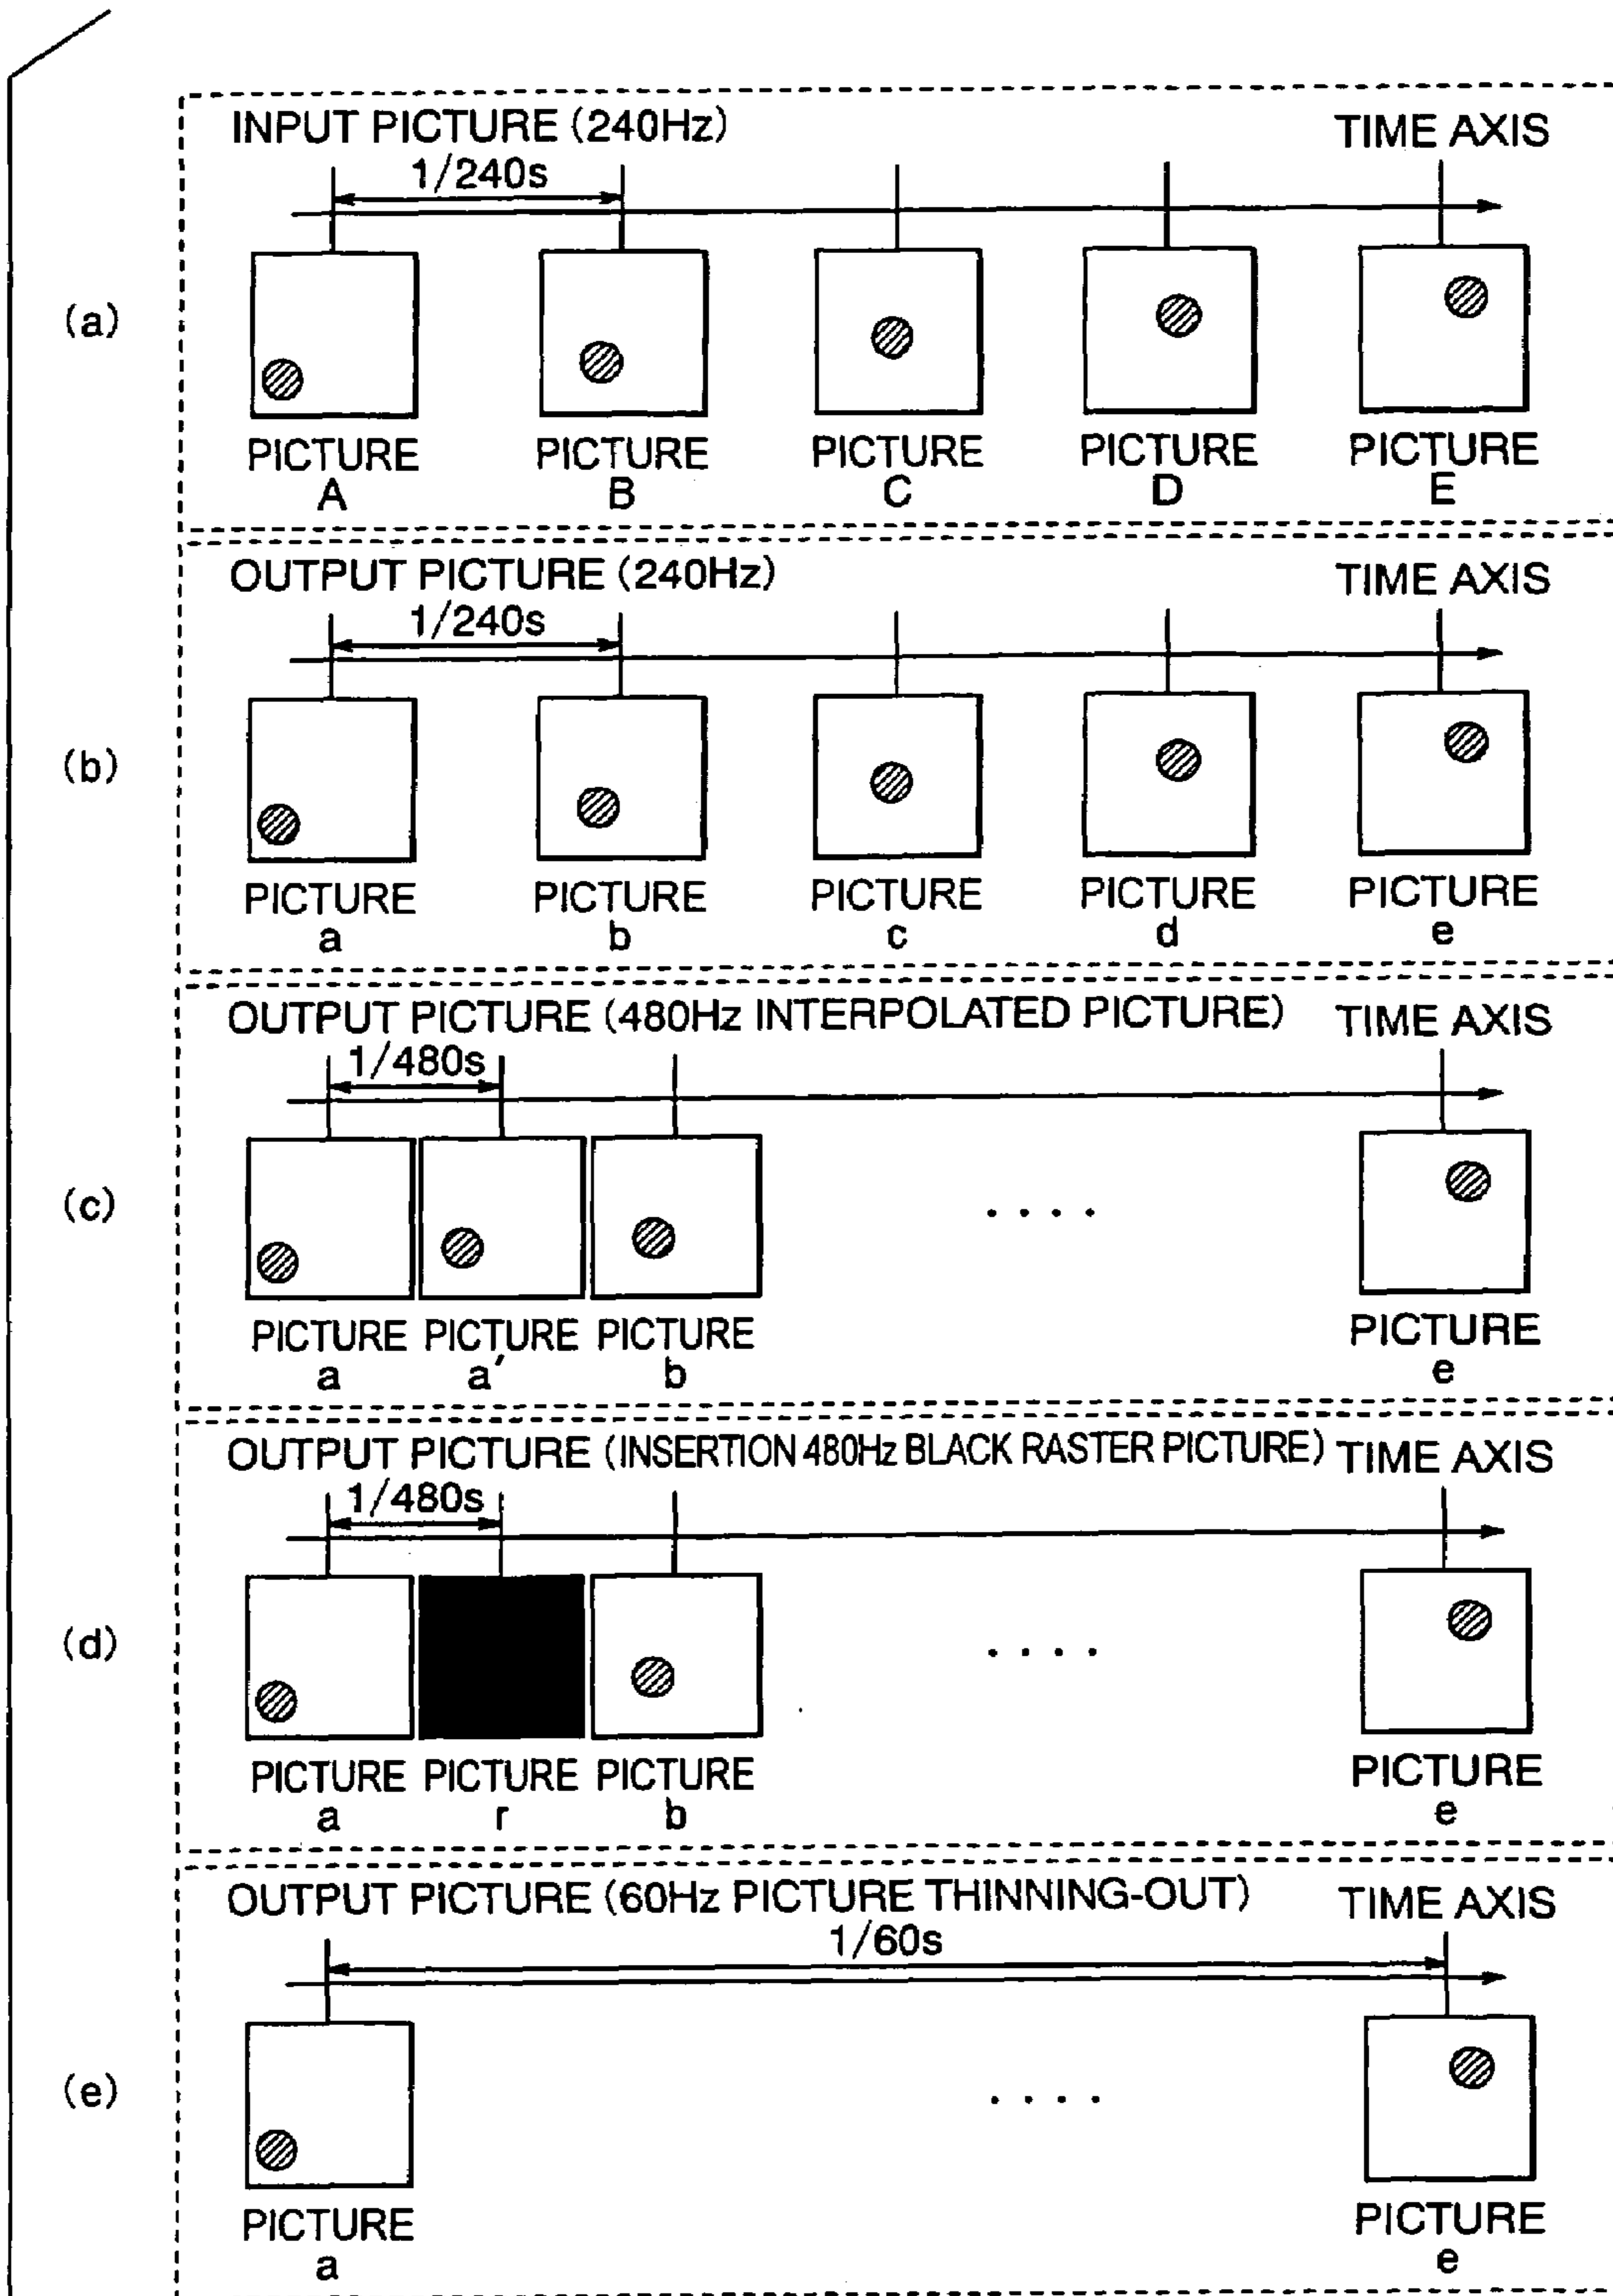 INPUT PICTURE (240Hz)
TIME AXIS
1/240s
(a)
PICTURE PICTURE PICTURE PICTURE PICTURE
A B C D E
OUTPUT PICTURE (240Hz)
TIME AXIS
1/240s
(b)
PICTURE PICTURE PICTURE PICTURE PICTURE
a b c d e
OUTPUT PICTURE (480Hz INTERPOLATED PICTURE)
TIME AXIS
1/480s
(c)
. . . .
PICTURE PICTURE PICTURE PICTURE
a a′ b e
OUTPUT PICTURE (INSERTION 480Hz BLACK RASTER PICTURE)
TIME AXIS
1/480s
(d)
. . . .
PICTURE PICTURE PICTURE PICTURE
a r b e
OUTPUT PICTURE (60Hz PICTURE THINNING-OUT)
TIME AXIS
1/60s
(e)
. . . .
PICTURE PICTURE
a e